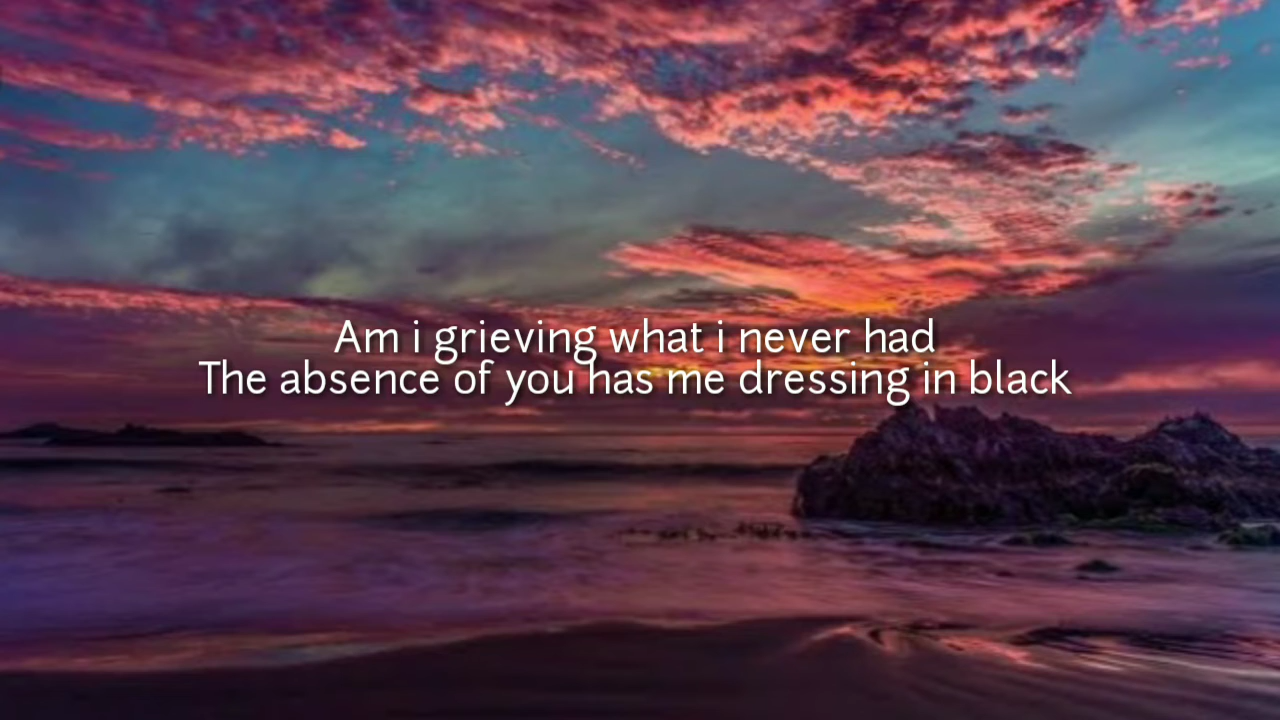 Am i grieving what i never had
The absence of you has me dressing in black